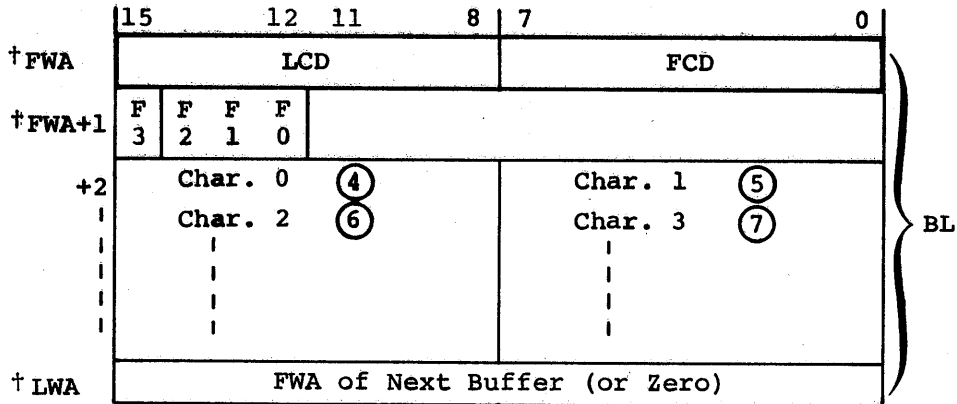 15 12 11 8 7 0
†FWA LCD FCD
†FWA+1 F F F F
3 2 1 0
+2 Char. 0 ④ Char. 1 ⑤
Char. 2 ⑥ Char. 3 ⑦
BL
†LWA FWA of Next Buffer (or Zero)